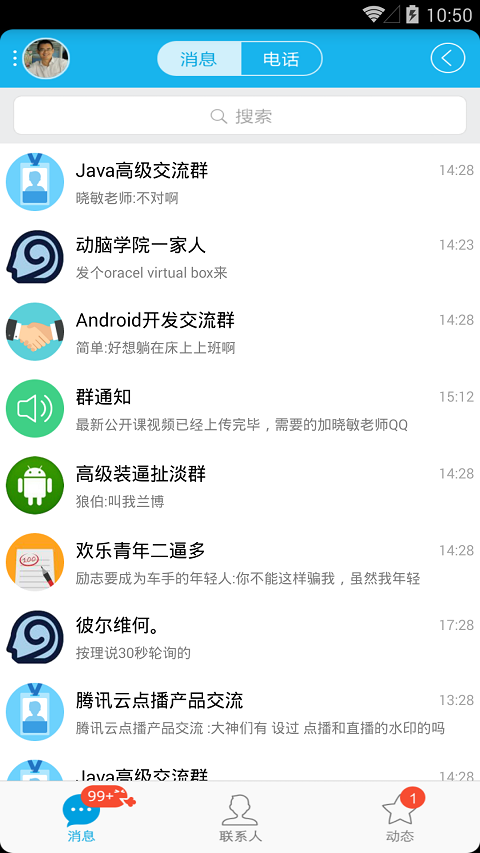 10:50
消息
电话
搜索
Java高级交流群
14:28
晓敏老师:不对啊
动脑学院一家人
14:23
发个oracel virtual box来
Android开发交流群
14:28
简单:好想躺在床上上班啊
群通知
15:12
最新公开课视频已经上传完毕，需要的加晓敏老师QQ
高级装逼扯淡群
14:28
狼伯:叫我兰博
欢乐青年二逼多
14:28
励志要成为车手的年轻人:你不能这样骗我，虽然我年轻
100
彼尔维何。
17:28
按理说30秒轮询的
腾讯云点播产品交流
13:28
腾讯云点播产品交流 :大神们有 设过 点播和直播的水印的吗
Java高级交流群
14:28
99+
1
消息
联系人
动态